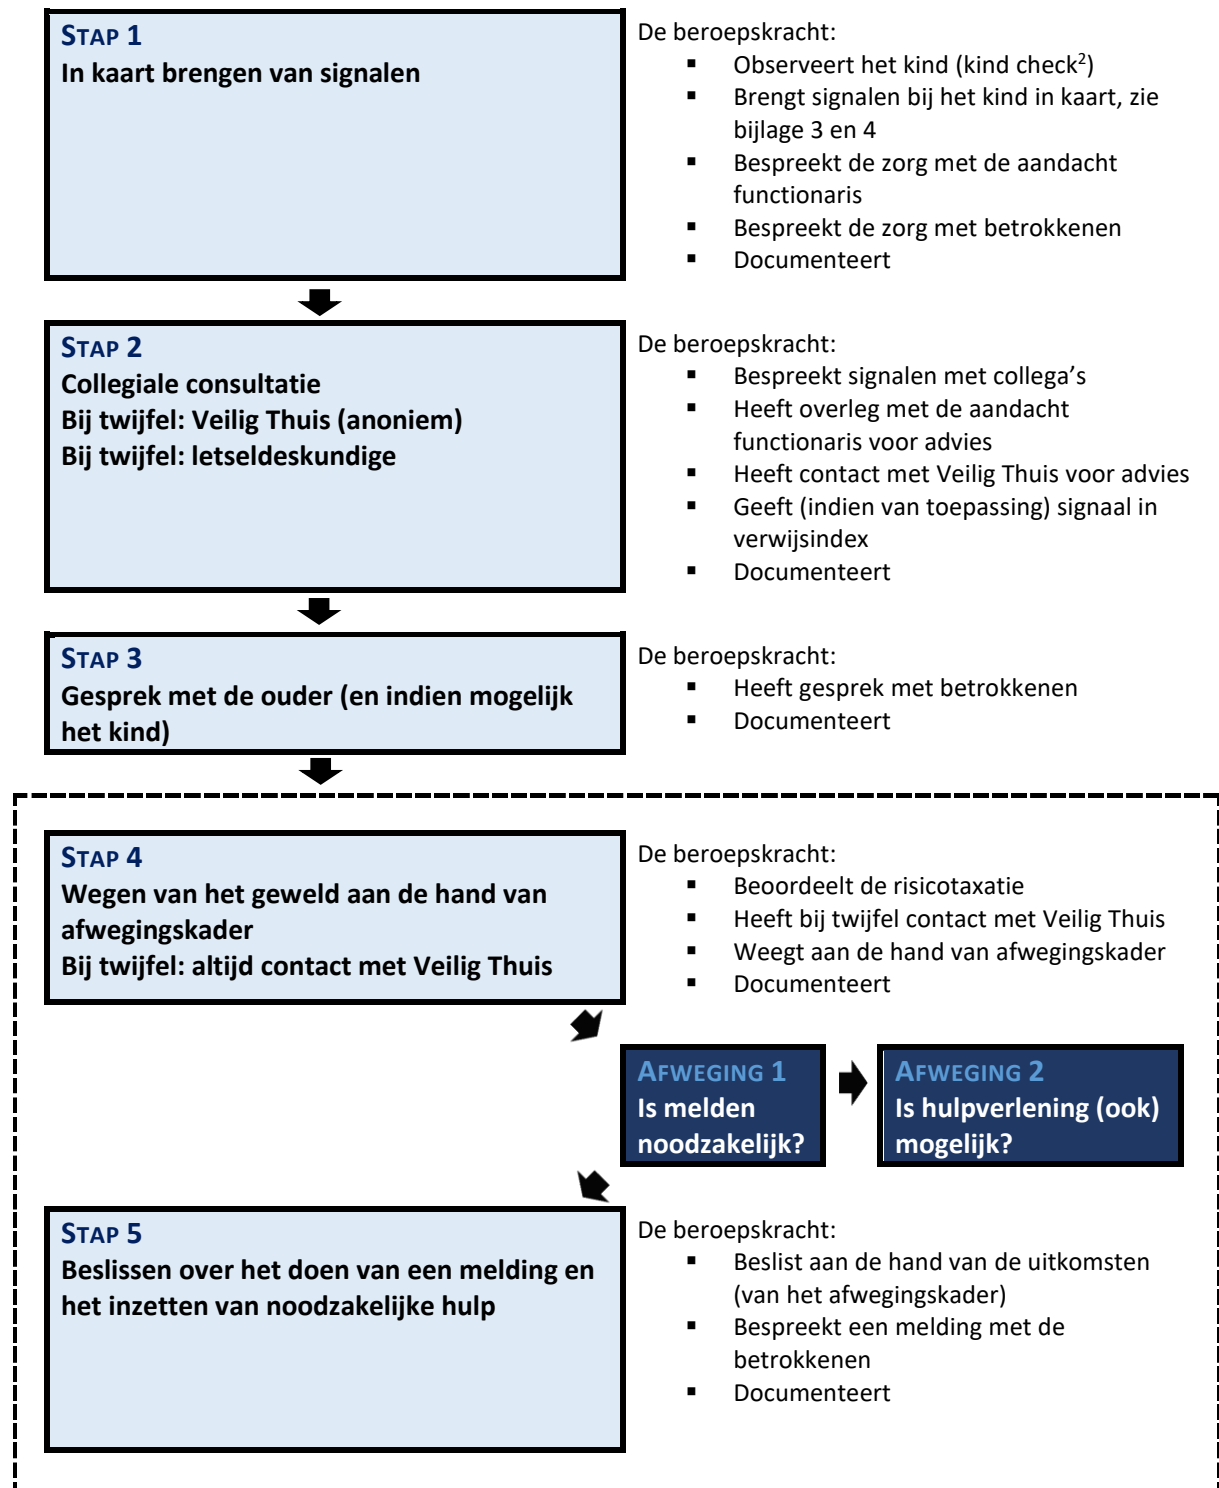 STAP 1
In kaart brengen van signalen
De beroepskracht:
▪ Observeert het kind (kind check²)
▪ Brengt signalen bij het kind in kaart, zie
bijlage 3 en 4
▪ Bespreekt de zorg met de aandacht
functionaris
▪ Bespreekt de zorg met betrokkenen
▪ Documenteert
STAP 2
Collegiale consultatie
Bij twijfel: Veilig Thuis (anoniem)
Bij twijfel: letseldeskundige
De beroepskracht:
▪ Bespreekt signalen met collega’s
▪ Heeft overleg met de aandacht
functionaris voor advies
▪ Heeft contact met Veilig Thuis voor advies
▪ Geeft (indien van toepassing) signaal in
verwijsindex
▪ Documenteert
STAP 3
Gesprek met de ouder (en indien mogelijk
het kind)
De beroepskracht:
▪ Heeft gesprek met betrokkenen
▪ Documenteert
STAP 4
Wegen van het geweld aan de hand van
afwegingskader
Bij twijfel: altijd contact met Veilig Thuis
De beroepskracht:
▪ Beoordeelt de risicotaxatie
▪ Heeft bij twijfel contact met Veilig Thuis
▪ Weegt aan de hand van afwegingskader
▪ Documenteert
AFWEGING 1
Is melden
noodzakelijk?
AFWEGING 2
Is hulpverlening (ook)
mogelijk?
STAP 5
Beslissen over het doen van een melding en
het inzetten van noodzakelijke hulp
De beroepskracht:
▪ Beslist aan de hand van de uitkomsten
(van het afwegingskader)
▪ Bespreekt een melding met de
betrokkenen
▪ Documenteert